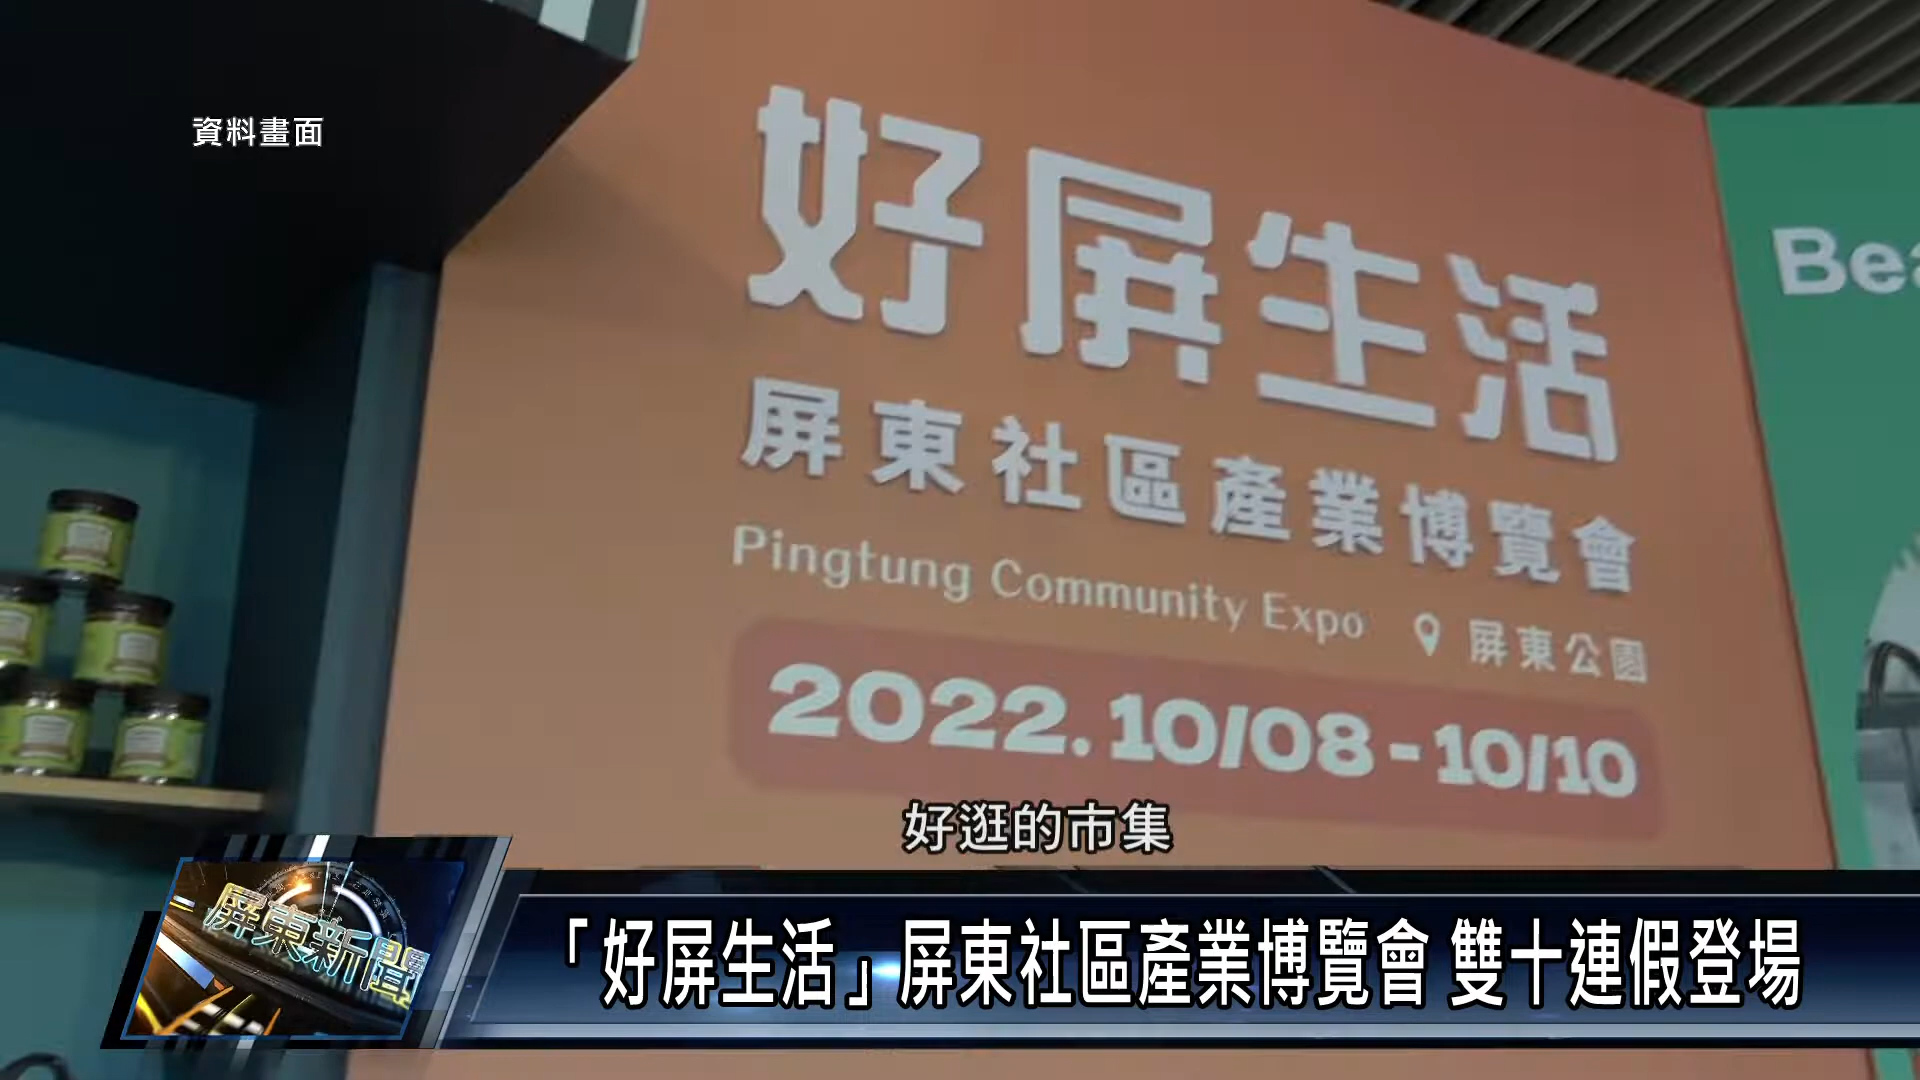 資料畫面
好屏生活
屏東社區產業博覽會
Pingtung Community Expo 屏東公園
2022.10/08-10/10
好逛的市集
屏東新聞
「好屏生活」屏東社區產業博覽會 雙十連假登場